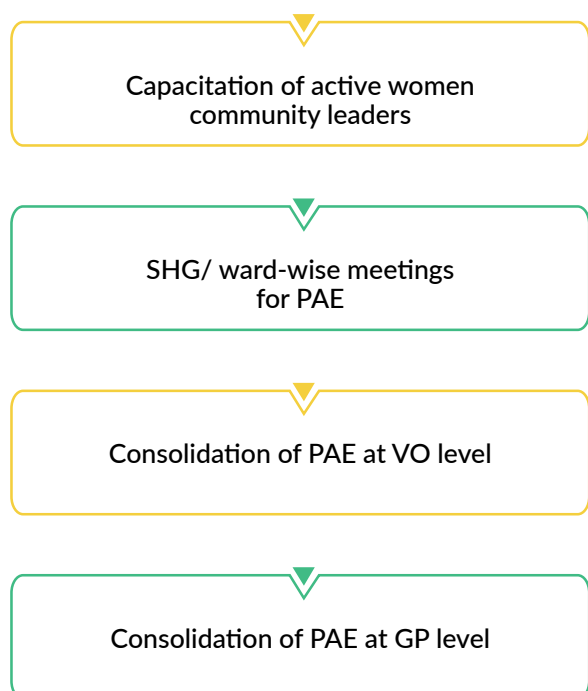 Capacitation of active women
community leaders
SHG/ ward-wise meetings
for PAE
Consolidation of PAE at VO level
Consolidation of PAE at GP level